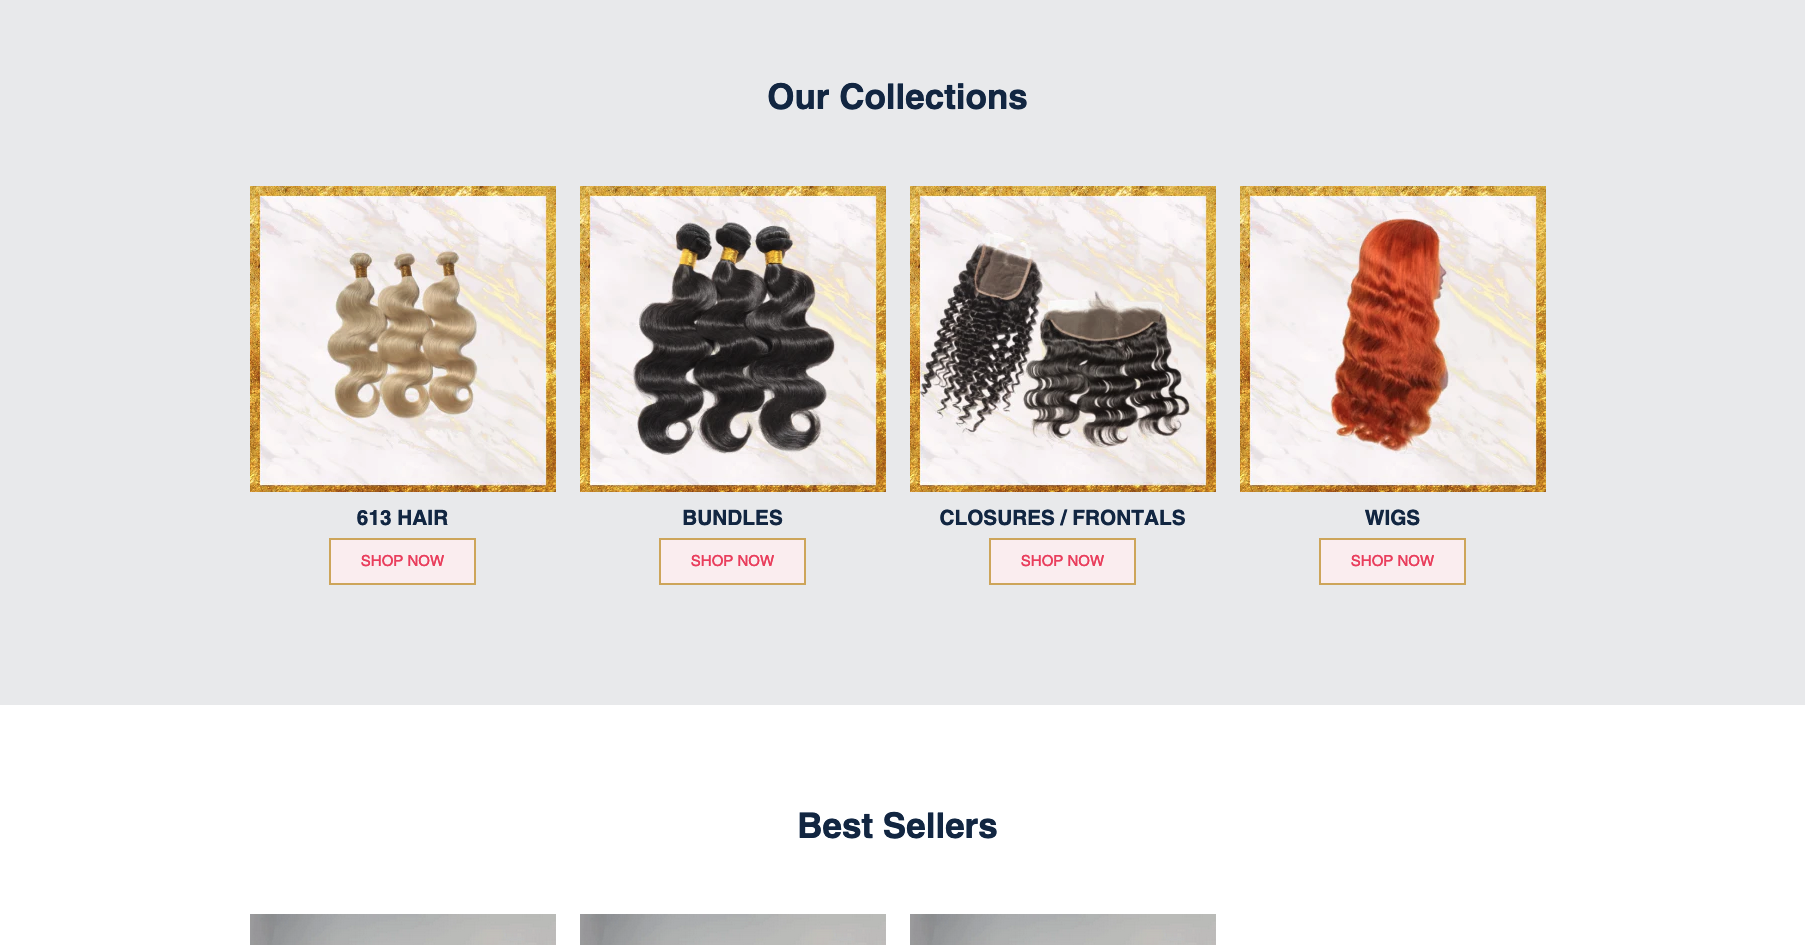 Our Collections
613 HAIR
BUNDLES
CLOSURES / FRONTALS
WIGS
SHOP NOW
SHOP NOW
SHOP NOW
SHOP NOW
Best Sellers